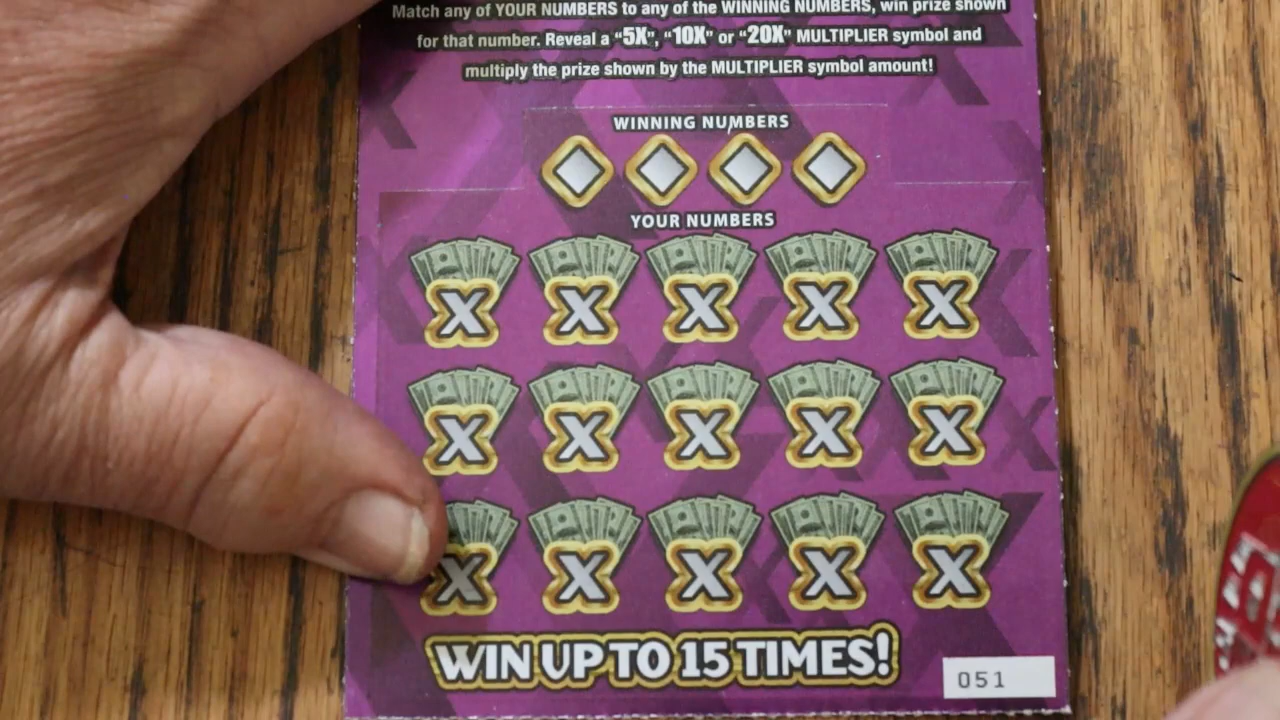 Match any of YOUR NUMBERS to any of the WINNING NUMBERS, win prize shown
for that number. Reveal a “5X”, “10X” or “20X” MULTIPLIER symbol and
multiply the prize shown by the MULTIPLIER symbol amount!
WINNING NUMBERS
YOUR NUMBERS
X X X X X
X X X X X
X X X X X
WIN UP TO 15 TIMES!
051